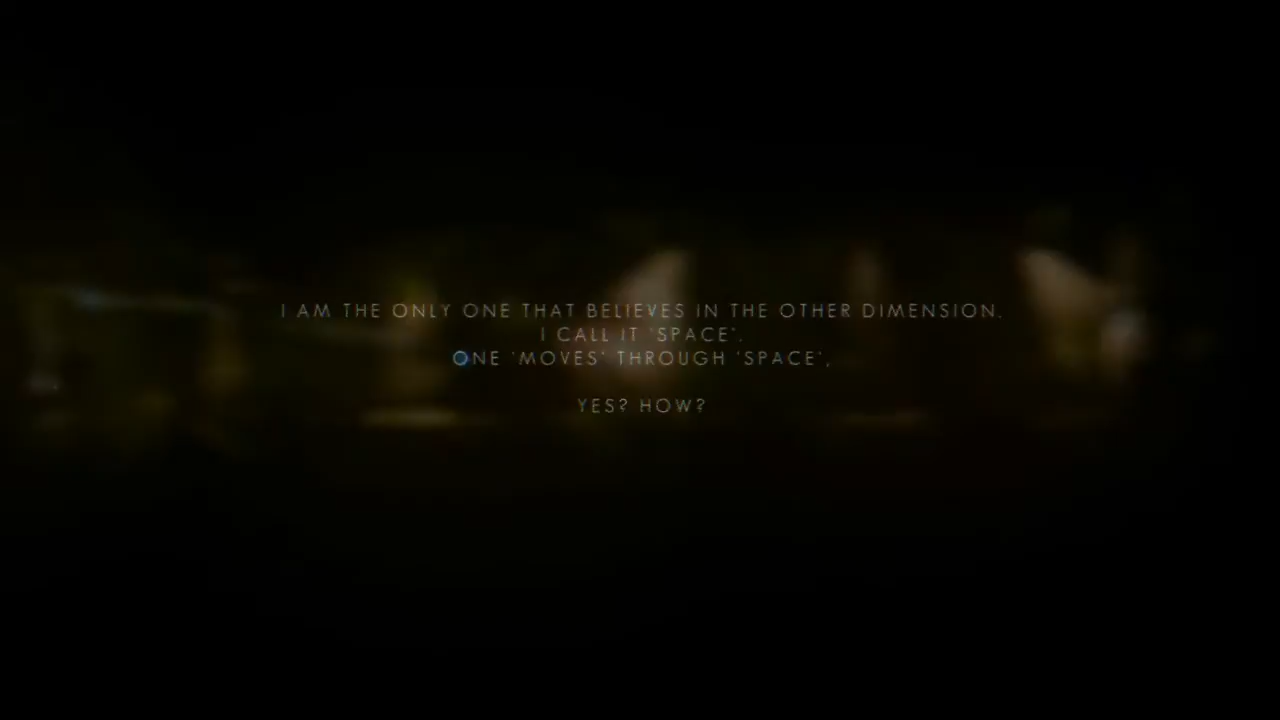 I AM THE ONLY ONE THAT BELIEVES IN THE OTHER DIMENSION.
I CALL IT 'SPACE'.
ONE 'MOVES' THROUGH 'SPACE',
YES? HOW?